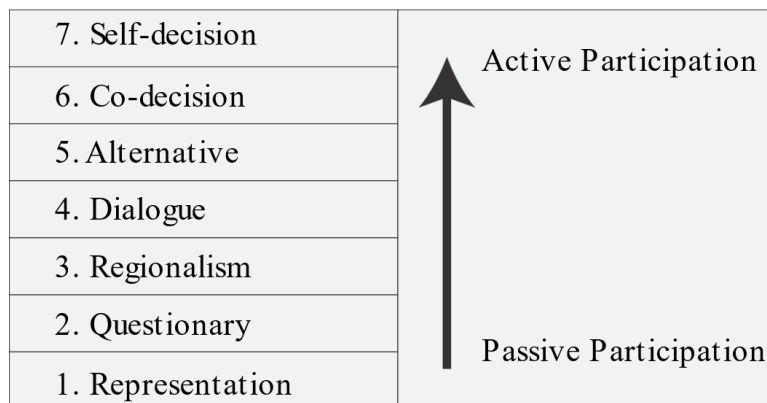 7. Self-decision
Active Participation
6. Co-decision
5. Alternative
4. Dialogue
3. Regionalism
2. Questionary
Passive Participation
1. Representation